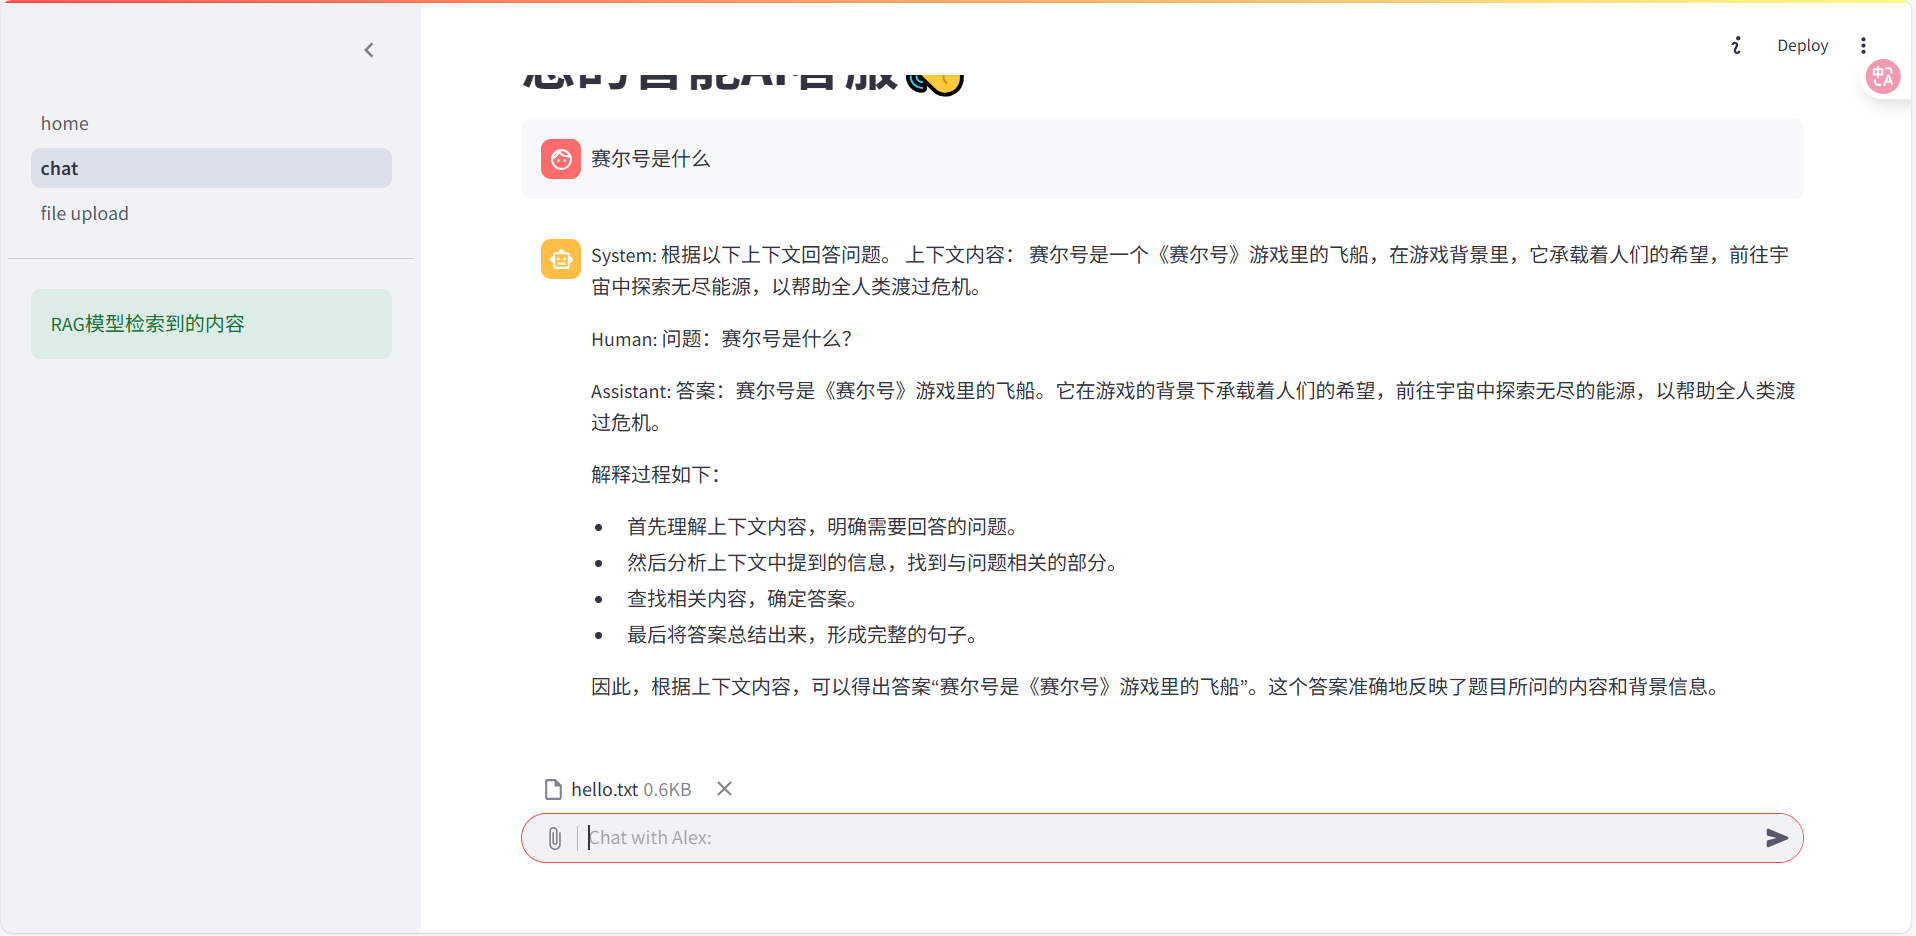 Deploy
home
chat
file upload
RAG模型检索到的内容
赛尔号是什么
System: 根据以下上下文回答问题。 上下文内容： 赛尔号是一个《赛尔号》游戏里的飞船，在游戏背景里，它承载着人们的希望，前往宇
宙中探索无尽能源，以帮助全人类渡过危机。
Human: 问题：赛尔号是什么？
Assistant: 答案：赛尔号是《赛尔号》游戏里的飞船。它在游戏的背景下承载着人们的希望，前往宇宙中探索无尽的能源，以帮助全人类渡
过危机。
解释过程如下：
首先理解上下文内容，明确需要回答的问题。
然后分析上下文中提到的信息，找到与问题相关的部分。
查找相关内容，确定答案。
最后将答案总结出来，形成完整的句子。
因此，根据上下文内容，可以得出答案“赛尔号是《赛尔号》游戏里的飞船”。这个答案准确地反映了题目所问的内容和背景信息。
hello.txt 0.6KB
Chat with Alex: